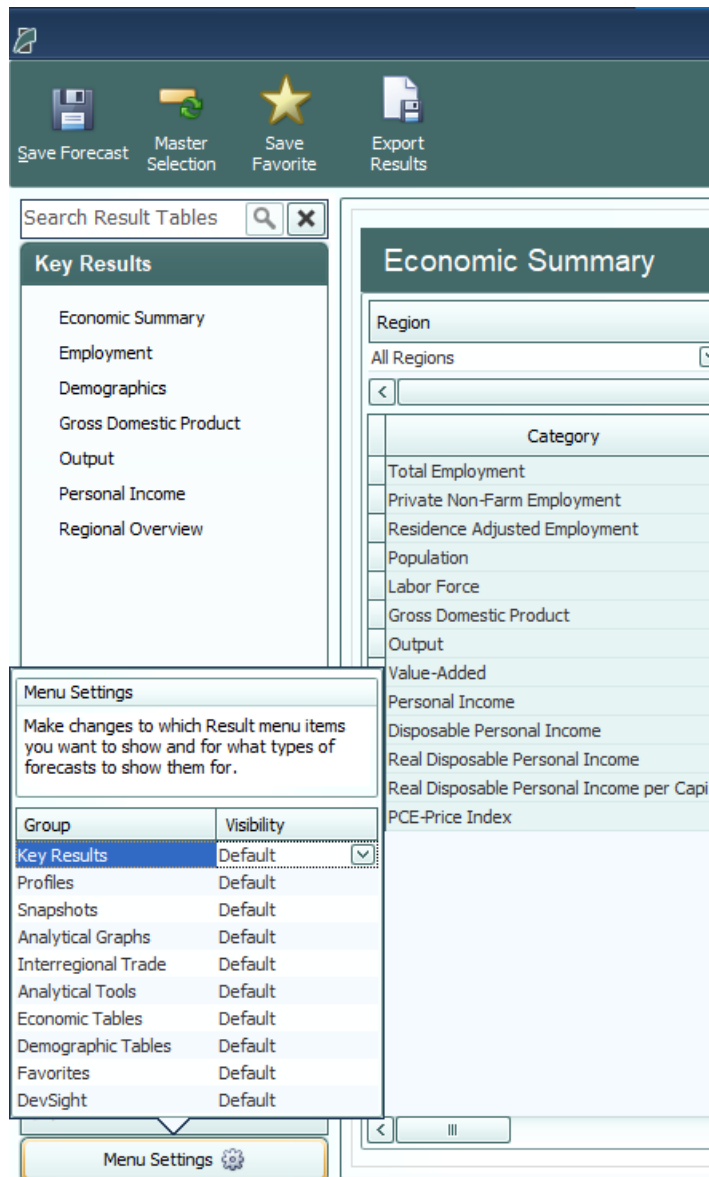 Save Forecast
Master
Selection
Save
Favorite
Export
Results
Search Result Tables
Key Results
Economic Summary
Employment
Demographics
Gross Domestic Product
Output
Personal Income
Regional Overview
Economic Summary
Region
All Regions
Category
Total Employment
Private Non-Farm Employment
Residence Adjusted Employment
Population
Labor Force
Gross Domestic Product
Output
Value-Added
Personal Income
Disposable Personal Income
Real Disposable Personal Income
Real Disposable Personal Income per Capi
PCE-Price Index
Menu Settings
Make changes to which Result menu items
you want to show and for what types of
forecasts to show them for.
Group Visibility
Key Results Default
Profiles Default
Snapshots Default
Analytical Graphs Default
Interregional Trade Default
Analytical Tools Default
Economic Tables Default
Demographic Tables Default
Favorites Default
DevSight Default
Menu Settings